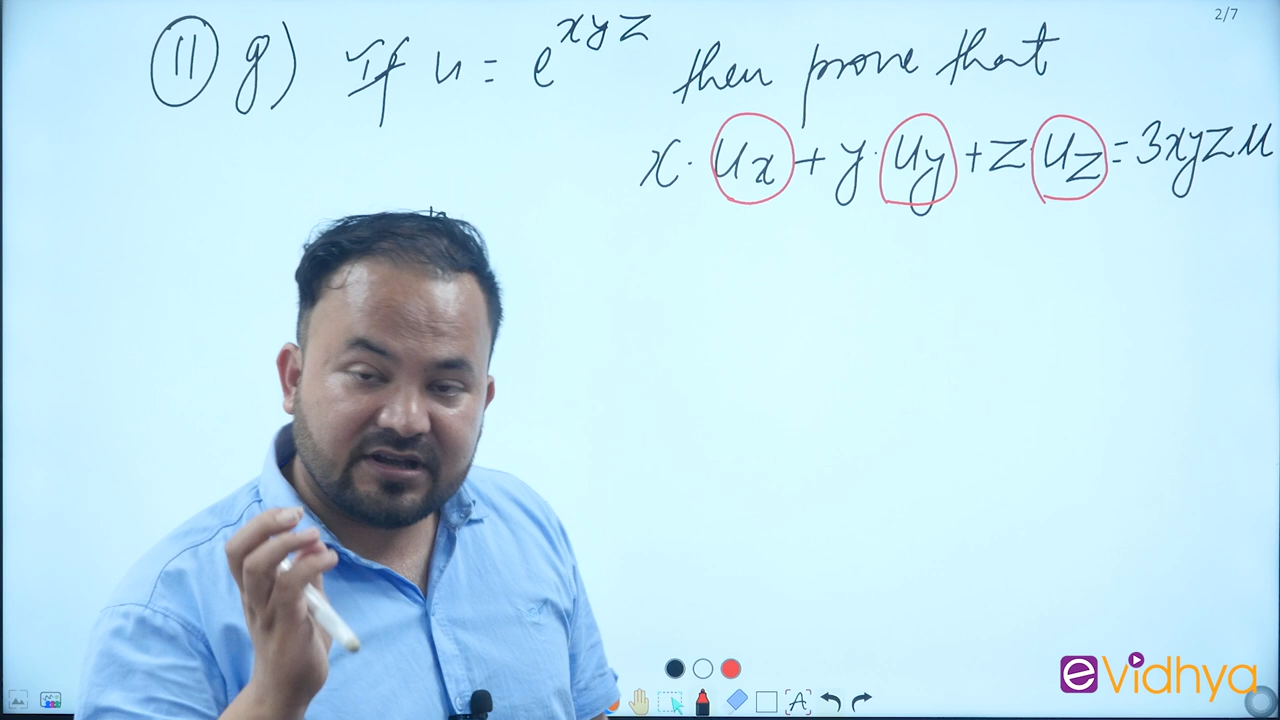 2/7
11 g) If u = e^xyz then prove that
x · ux + y · uy + z uz = 3xyzu
eVidhya